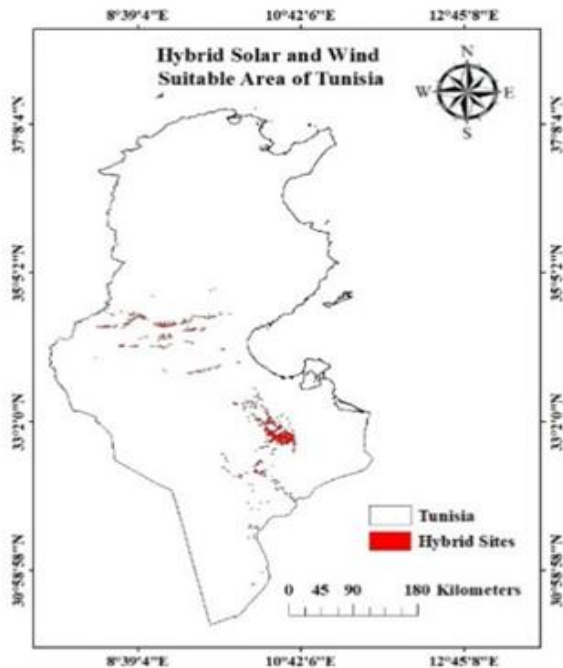 8°39'4"E 10°42'6"E 12°45'8"E
Hybrid Solar and Wind
Suitable Area of Tunisia
N
W E
S
37°8'4"N 37°8'4"N
35°5'2"N 35°5'2"N
33°2'0"N 33°2'0"N
30°58'58"N 30°58'58"N
Tunisia
Hybrid Sites
0 45 90 180 Kilometers
8°39'4"E 10°42'6"E 12°45'8"E